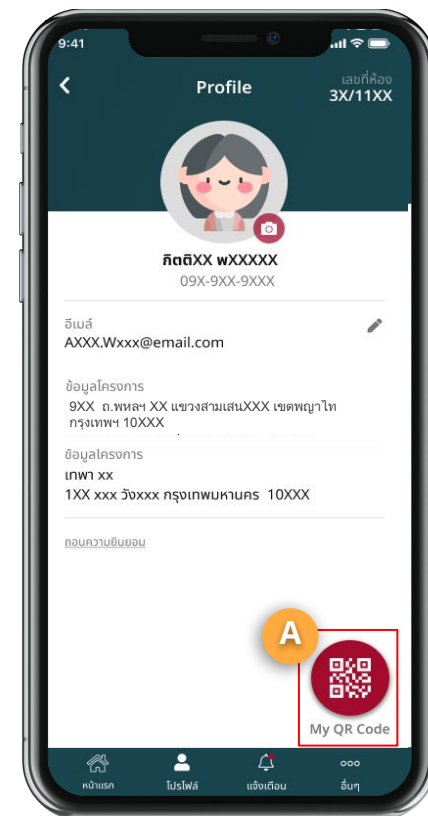 9:41
Profile
เลขที่ห้อง
3X/11XX
กิตติXX wXXXXX
09X-9XX-9XXX
อีเมล์
AXXX.Wxxx@email.com
ข้อมูลโครงการ
9XX ถ.พหลฯ XX แขวงสามเสนXXX เขตพญาไท
กรุงเทพฯ 10XXX
ข้อมูลโครงการ
เทพา xx
1XX xxx วังxxx กรุงเทพมหานคร 10XXX
ถอนความยินยอม
A
My QR Code
หน้าแรก โปรไฟล์ แจ้งเตือน อื่นๆ